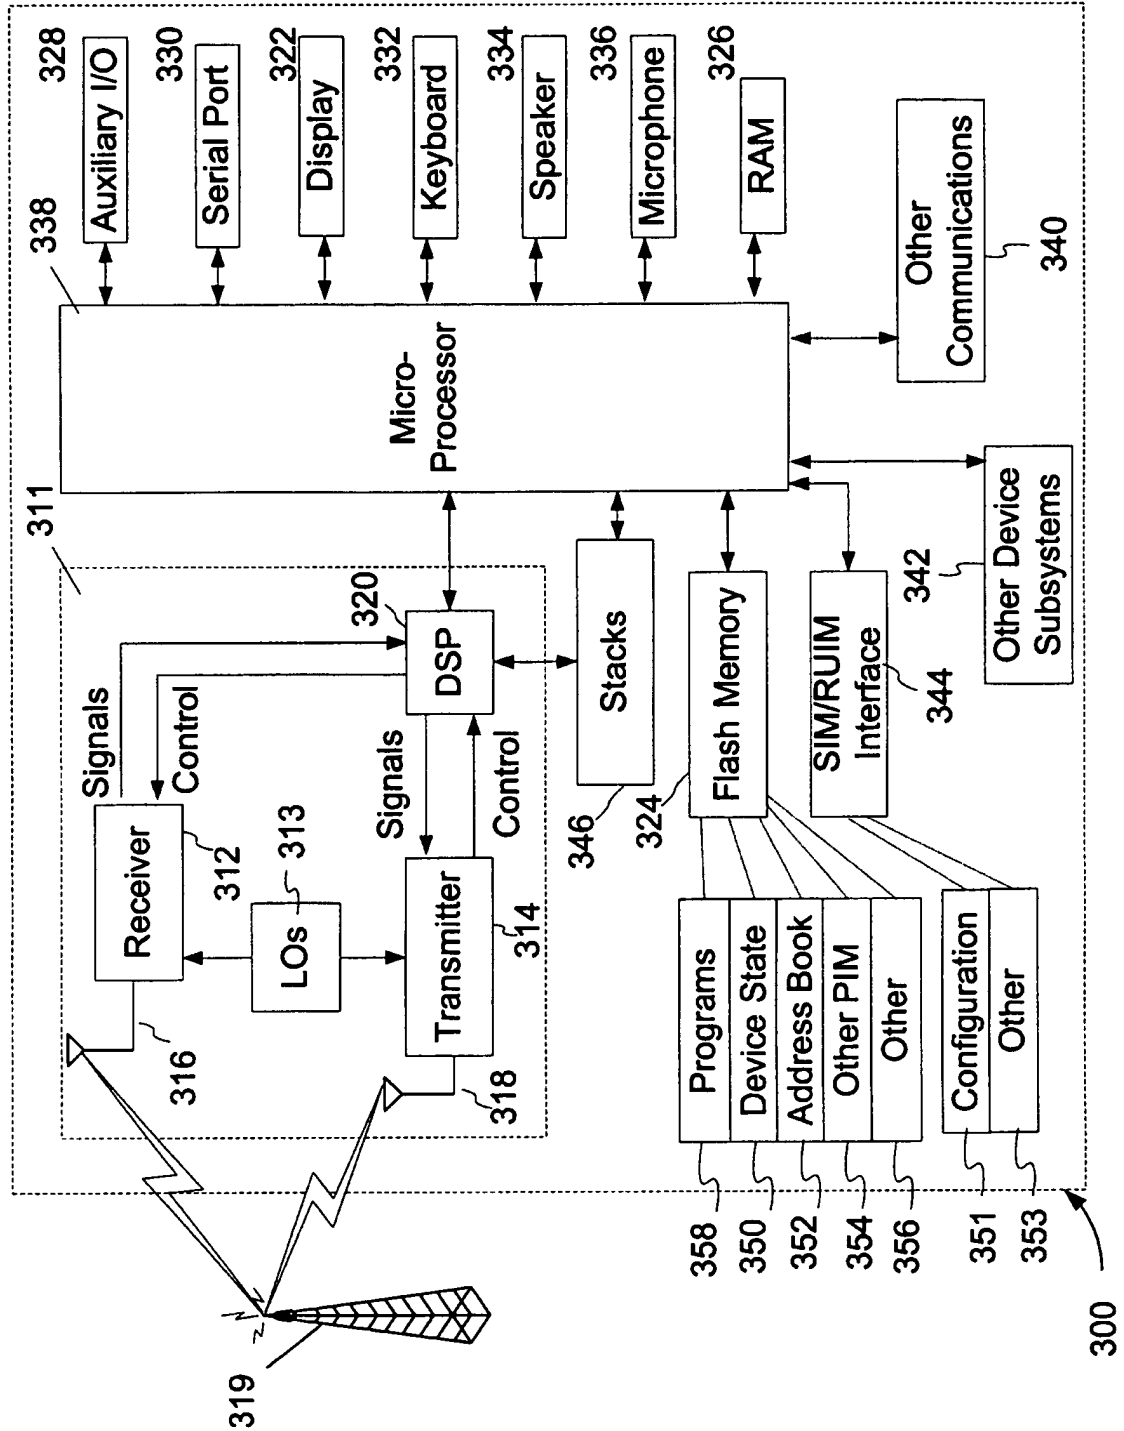 328
Auxiliary I/O
330
Serial Port
322
Display
332
Keyboard
334
Speaker
336
Microphone
326
RAM
338
Micro-
Processor
Other
Communications
340
311
320
DSP
Signals
Control
Signals
Control
Receiver
312
LOs
313
Transmitter
314
316
318
319
Stacks
346
Flash Memory
324
SIM/RUIM
Interface
344
342
Other Device
Subsystems
Programs
Device State
Address Book
Other PIM
Other
358
350
352
354
356
Configuration
Other
351
353
300